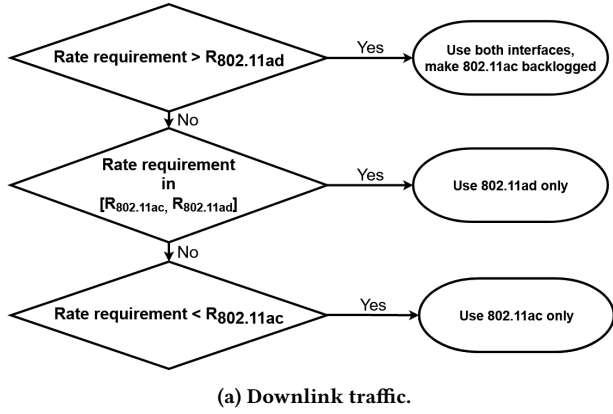 Rate requirement > R802.11ad
Yes
Use both interfaces,
make 802.11ac backlogged
No
Rate requirement
in
[R802.11ac, R802.11ad]
Yes
Use 802.11ad only
No
Rate requirement < R802.11ac
Yes
Use 802.11ac only
(a) Downlink traffic.